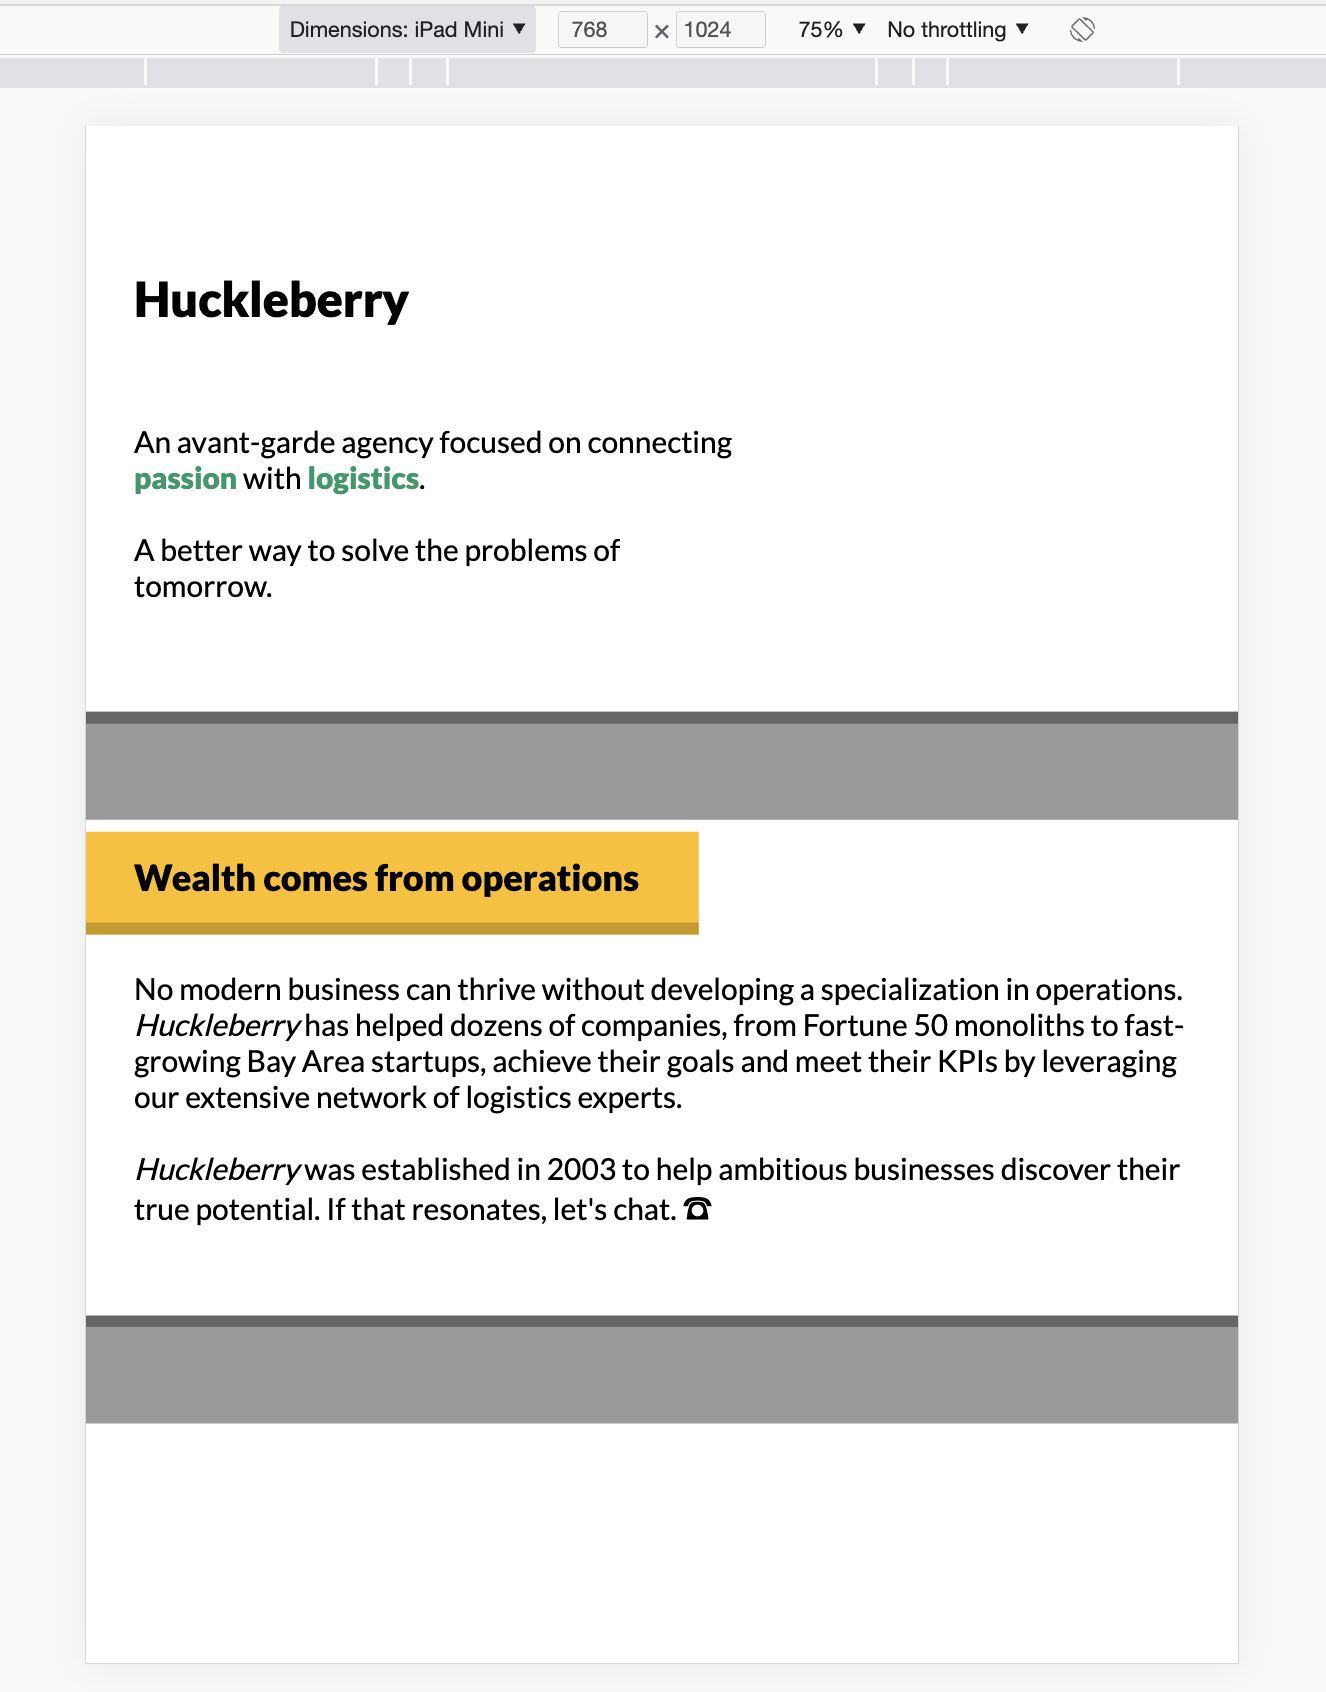 Dimensions: iPad Mini ▼ 768 × 1024 75% ▼ No throttling ▼
Huckleberry
An avant-garde agency focused on connecting
passion with logistics.
A better way to solve the problems of
tomorrow.
Wealth comes from operations
No modern business can thrive without developing a specialization in operations.
Huckleberry has helped dozens of companies, from Fortune 50 monoliths to fast-
growing Bay Area startups, achieve their goals and meet their KPIs by leveraging
our extensive network of logistics experts.
Huckleberry was established in 2003 to help ambitious businesses discover their
true potential. If that resonates, let's chat. ☎